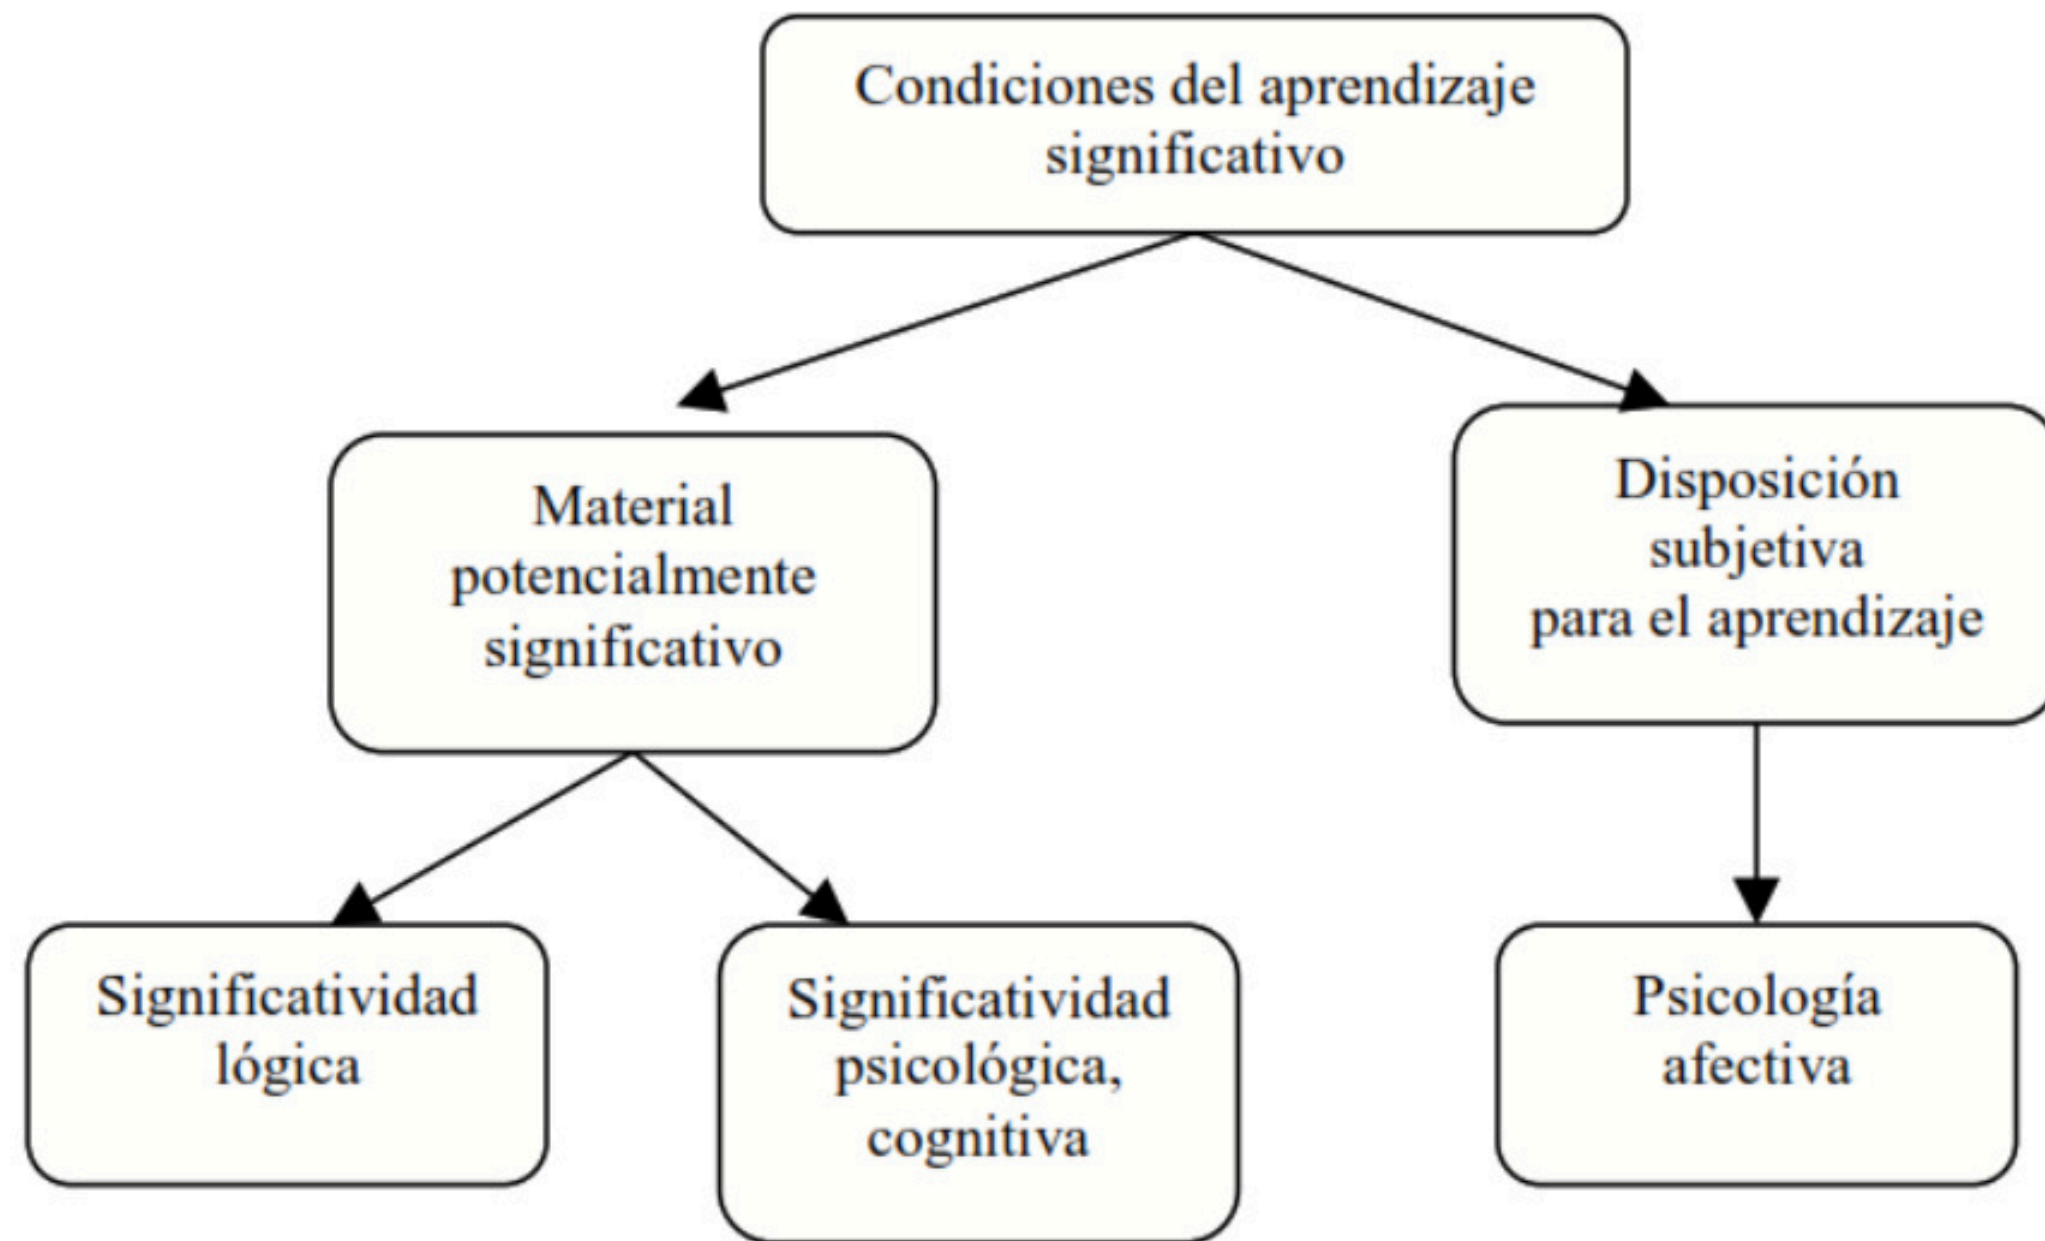 Condiciones del aprendizaje
significativo
Material
potencialmente
significativo
Disposición
subjetiva
para el aprendizaje
Significatividad
lógica
Significatividad
psicológica,
cognitiva
Psicología
afectiva